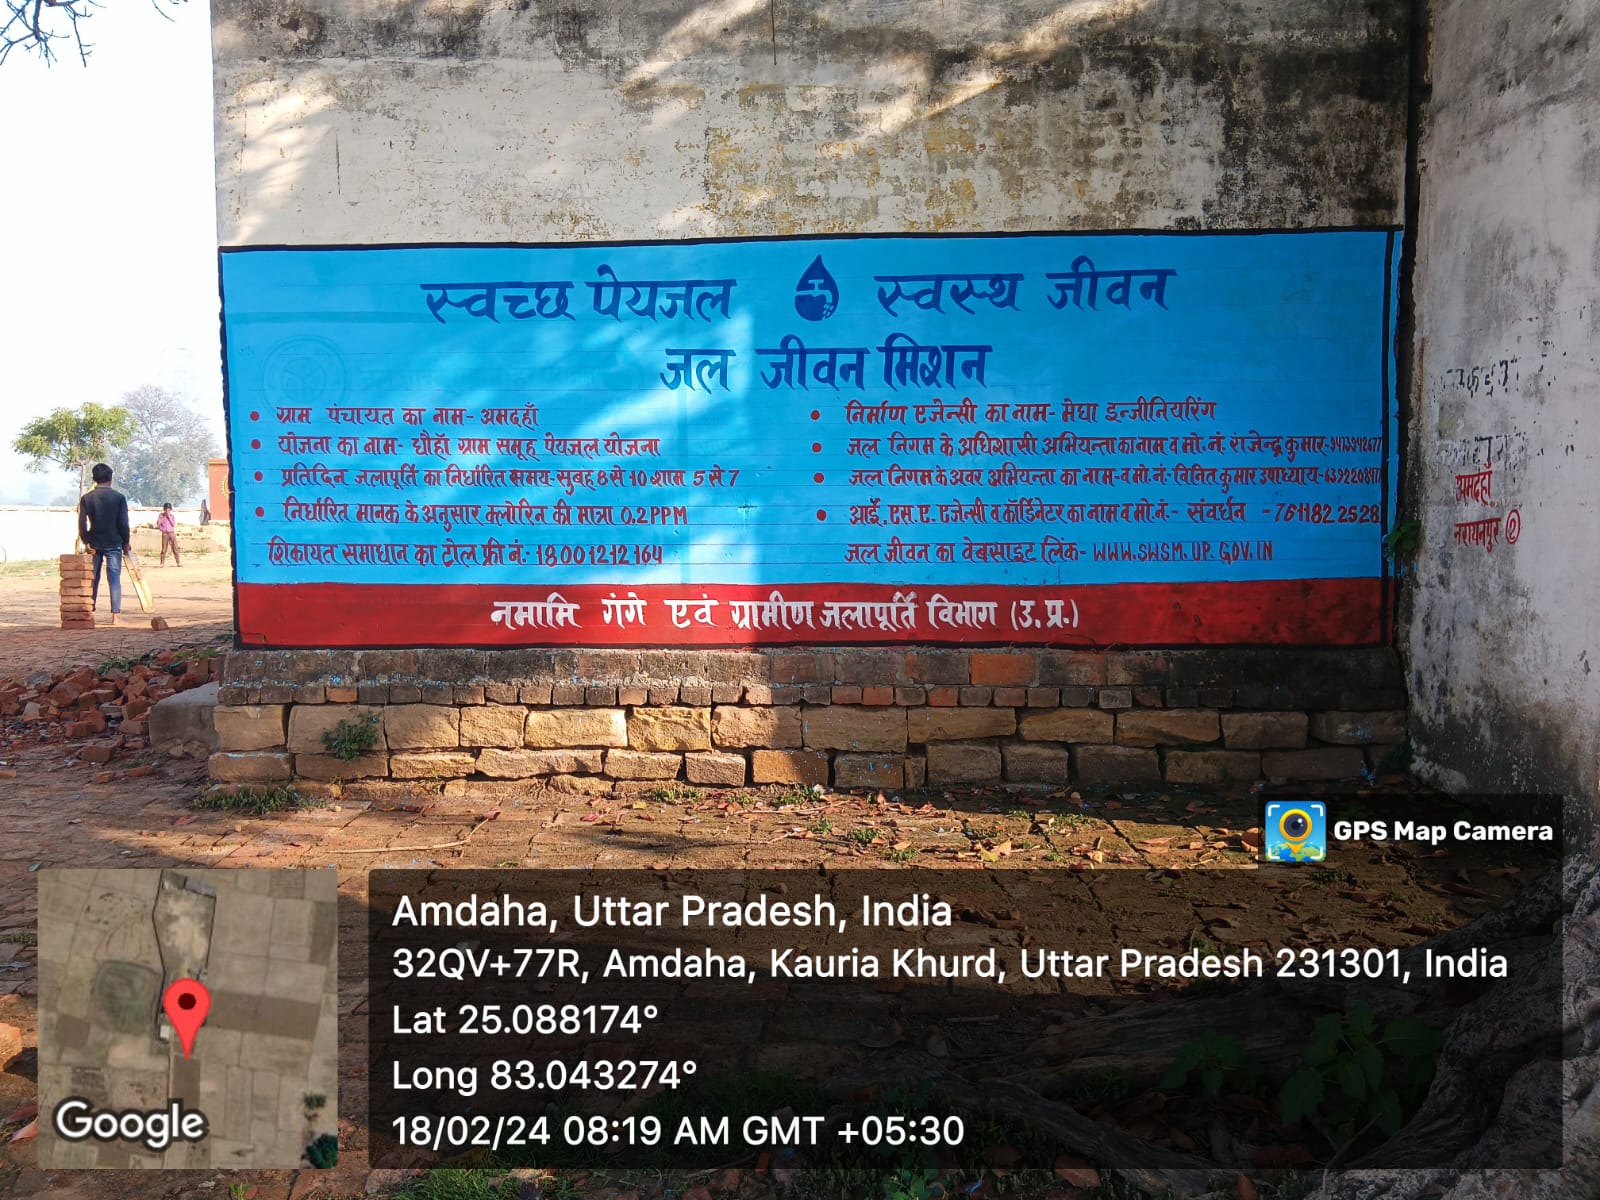 स्वच्छ पेयजल स्वस्थ जीवन
जल जीवन मिशन
• ग्राम पंचायत का नाम- अमदहाँ
• योजना का नाम- धौहाँ ग्राम समूह पेयजल योजना
• प्रतिदिन जलापूर्ति का निर्धारित समय- सुबह 8 से 10 शाम 5 से 7
• निर्धारित मानक के अनुसार क्लोरिन की मात्रा 0.2 PPM
शिकायत समाधान का टोल फ्री नं:- 18001212164
• निर्माण एजेन्सी का नाम- मेघा इन्जीनियरिंग
• जल निगम के अधिशासी अभियन्ता का नाम व मो. नं. राजेन्द्र कुमार-
• जल निगम के अवर अभियन्ता का नाम-व मो. नं:- विनित कुमार उपाध्याय-
• आई. एस. ए. एजेन्सी व कॉर्डिनेटर का नाम व मो. नं.- संवर्धन - 7611822528
जल जीवन का वेबसाइट लिंक- WWW.SWSM.UP.GOV.IN
नमामि गंगे एवं ग्रामीण जलापूर्ति विभाग (उ.प्र.)
अमदहाँ
नरायनपुर
GPS Map Camera
Amdaha, Uttar Pradesh, India
32QV+77R, Amdaha, Kauria Khurd, Uttar Pradesh 231301, India
Lat 25.088174°
Long 83.043274°
18/02/24 08:19 AM GMT +05:30
Google